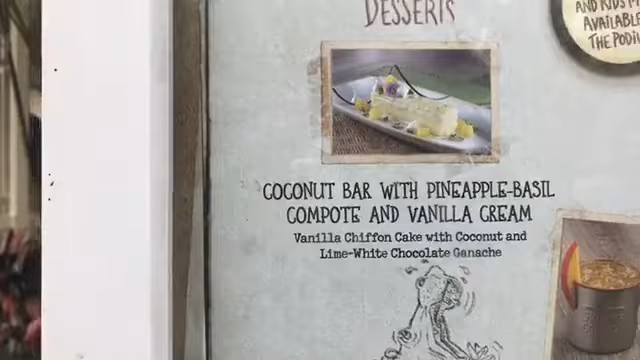 DESSERTS
AND KIDS M
AVAILABLE
THE PODIU
COCONUT BAR WITH PINEAPPLE-BASIL
COMPOTE AND VANILLA CREAM
Vanilla Chiffon Cake with Coconut and
Lime-White Chocolate Ganache